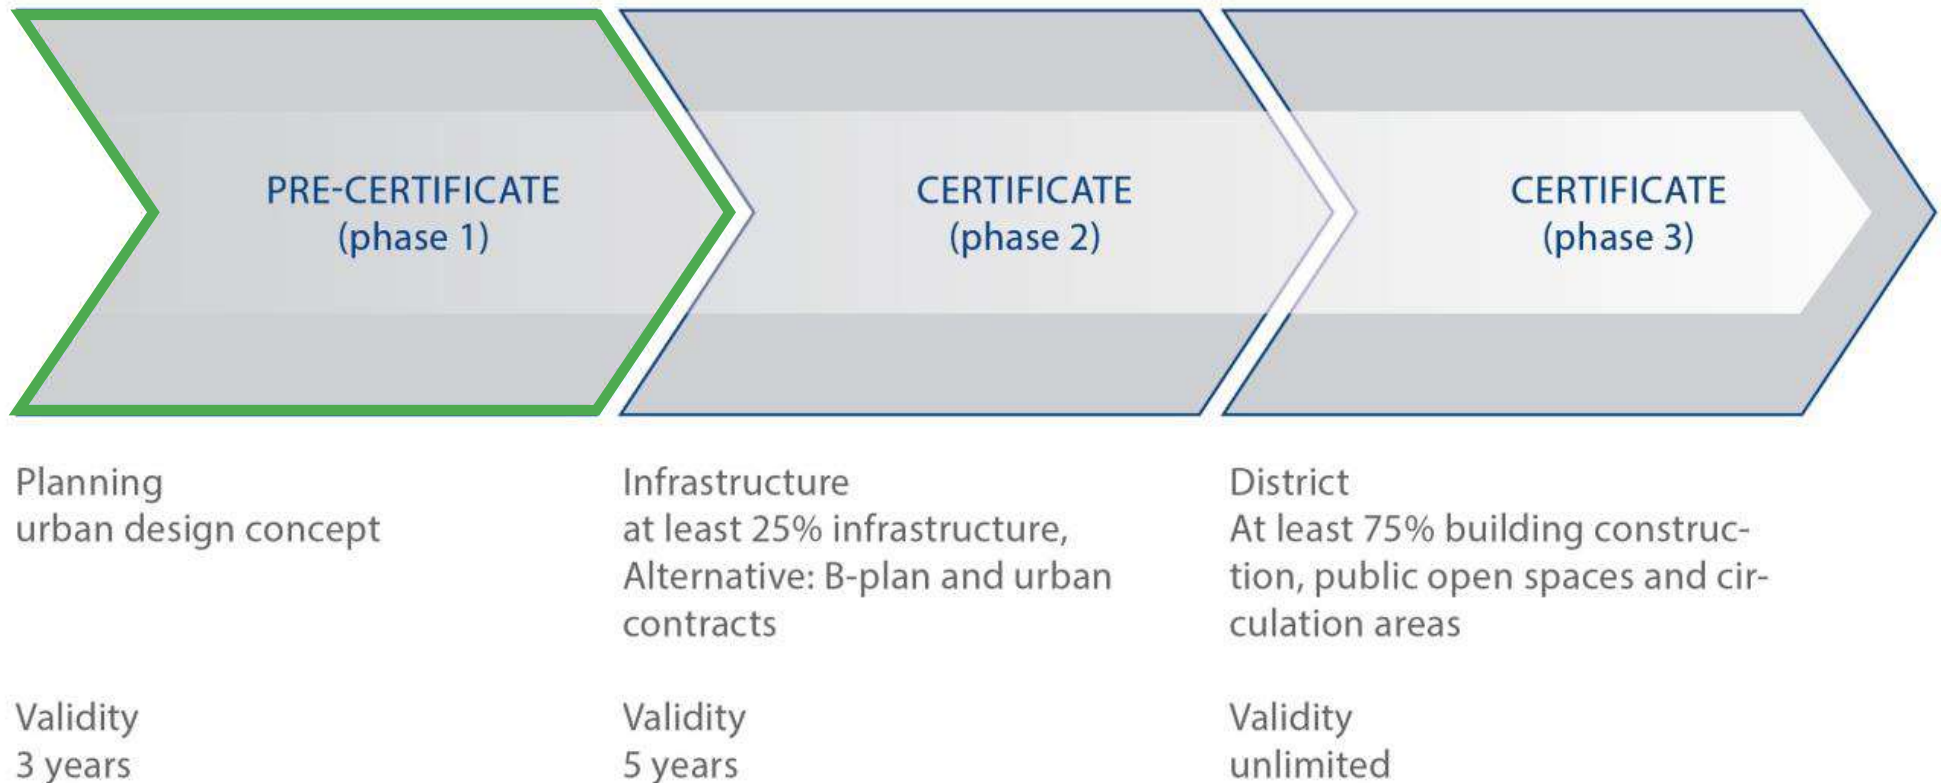 PRE-CERTIFICATE
(phase 1)
CERTIFICATE
(phase 2)
CERTIFICATE
(phase 3)
Planning
urban design concept
Infrastructure
at least 25% infrastructure,
Alternative: B-plan and urban
contracts
District
At least 75% building construc-
tion, public open spaces and cir-
culation areas
Validity
3 years
Validity
5 years
Validity
unlimited